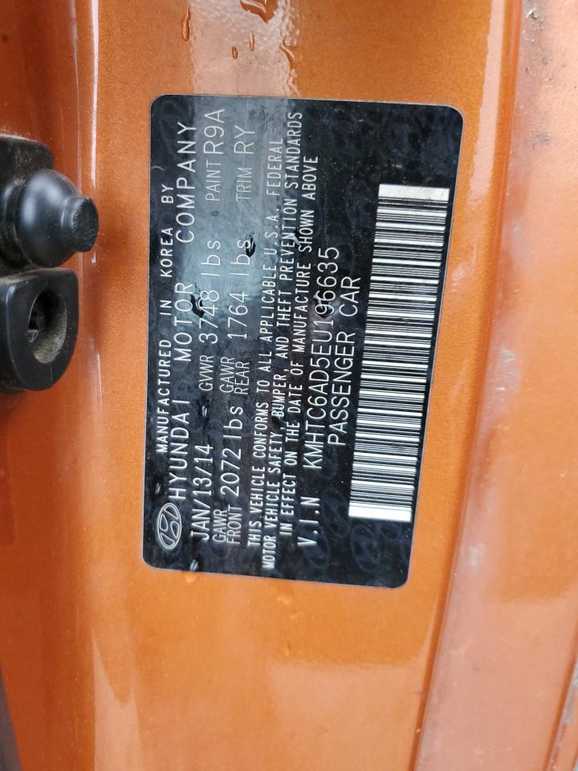 MANUFACTURED IN KOREA BY
HYUNDAI MOTOR COMPANY
JAN/13/14 GVWR 3748 lbs PAINT R9A
GAWR FRONT 2072 lbs GAWR REAR 1764 lbs TRIM RY
THIS VEHICLE CONFORMS TO ALL APPLICABLE U.S.A. FEDERAL
MOTOR VEHICLE SAFETY, BUMPER, AND THEFT PREVENTION STANDARDS
IN EFFECT ON THE DATE OF MANUFACTURE SHOWN ABOVE
V.I.N KMHTC6AD5EU196635
PASSENGER CAR